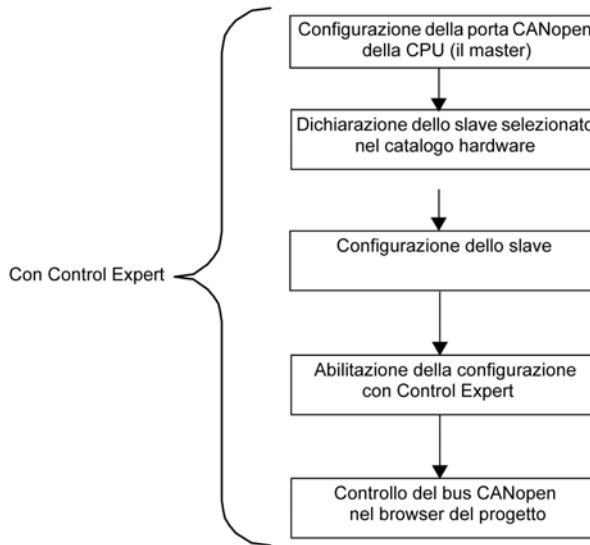 Configurazione della porta CANopen
della CPU (il master)
Dichiarazione dello slave selezionato
nel catalogo hardware
Configurazione dello slave
Con Control Expert
Abilitazione della configurazione
con Control Expert
Controllo del bus CANopen
nel browser del progetto